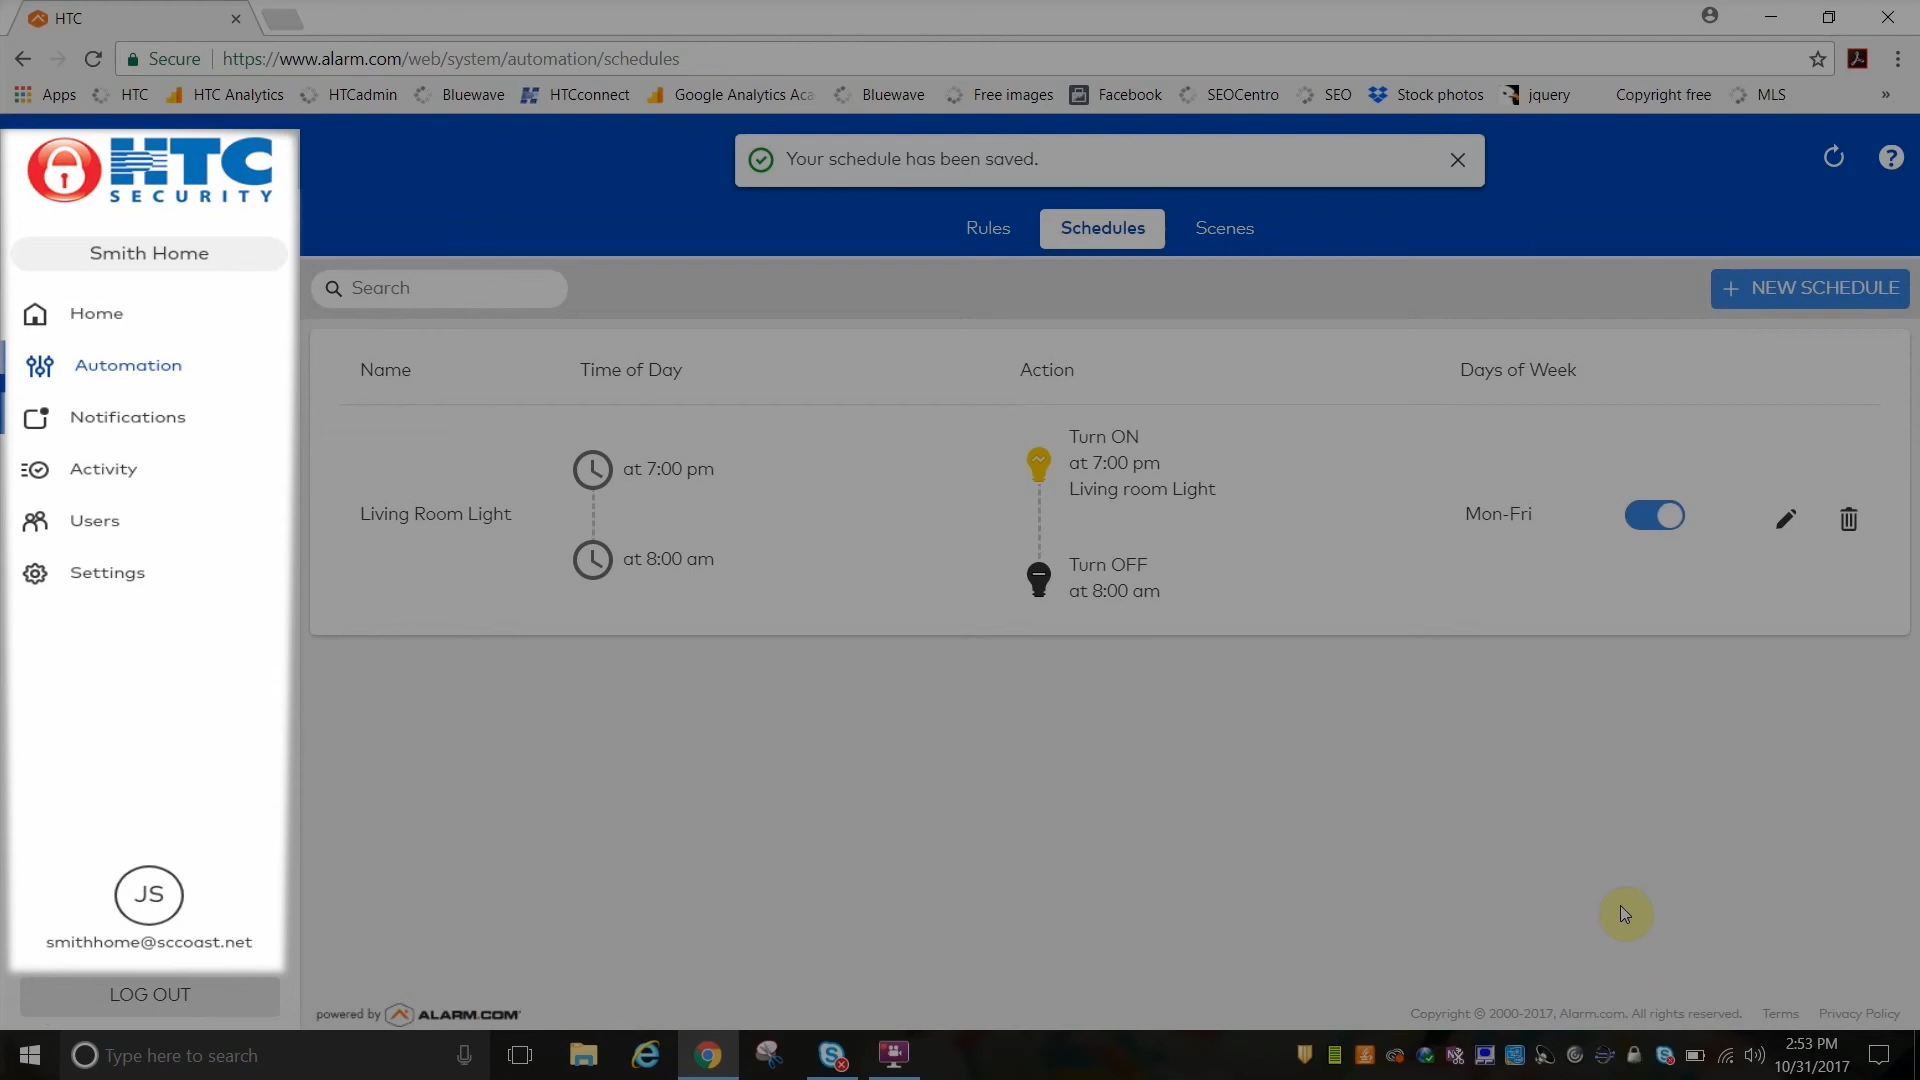 HTC
Secure
https://www.alarm.com/web/system/automation/schedules
Apps
HTC
HTC Analytics
HTCadmin
Bluewave
HTCconnect
Google Analytics Aca
Bluewave
Free images
Facebook
SEOCentro
SEO
Stock photos
jquery
Copyright free
MLS
»
HTC
SECURITY
Your schedule has been saved.
Rules
Schedules
Scenes
Smith Home
Search
+ NEW SCHEDULE
Home
Automation
Notifications
Activity
Users
Settings
Name
Time of Day
Action
Days of Week
Living Room Light
at 7:00 pm
at 8:00 am
Turn ON
at 7:00 pm
Living room Light
Turn OFF
at 8:00 am
Mon-Fri
JS
smithhome@sccoast.net
LOG OUT
powered by ALARM.COM
Copyright © 2000-2017, Alarm.com. All rights reserved.
Terms
Privacy Policy
Type here to search
2:53 PM
10/31/2017